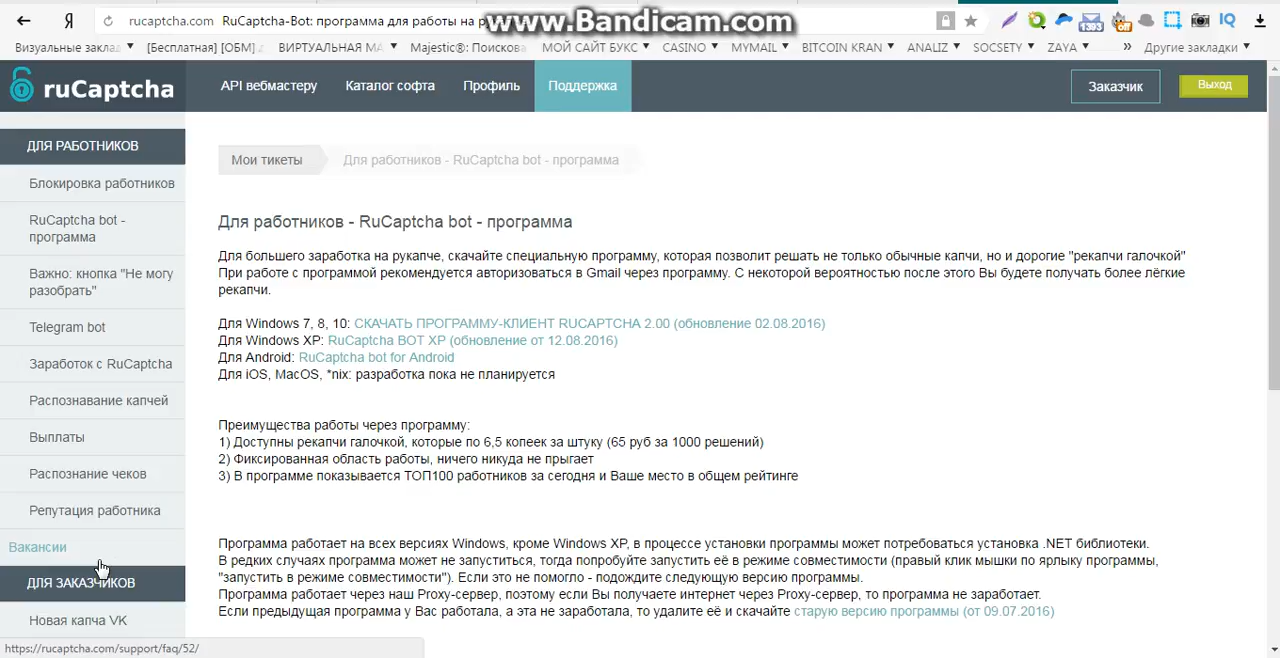 Я rucaptcha.com RuCaptcha-Bot: программа для работы на р
www.Bandicam.com
1393 off IQ
Визуальные заклад [Бесплатная] [ОБМ] ВИРТУАЛЬНАЯ МА Majestic®: Поискова МОЙ САЙТ БУКС CASINO MYMAIL BITCOIN KRAN ANALIZ SOCSETY ZAYA » Другие закладки
ruCaptcha
API вебмастеру Каталог софта Профиль Поддержка Заказчик Выход
ДЛЯ РАБОТНИКОВ
Блокировка работников
RuCaptcha bot -
программа
Важно: кнопка "Не могу
разобрать"
Telegram bot
Заработок с RuCaptcha
Распознавание капчей
Выплаты
Распознание чеков
Репутация работника
Вакансии
ДЛЯ ЗАКАЗЧИКОВ
Новая капча VK
https://rucaptcha.com/support/faq/52/
Мои тикеты Для работников - RuCaptcha bot - программа
Для работников - RuCaptcha bot - программа
Для большего заработка на рукапче, скачайте специальную программу, которая позволит решать не только обычные капчи, но и дорогие "рекапчи галочкой"
При работе с программой рекомендуется авторизоваться в Gmail через программу. С некоторой вероятностью после этого Вы будете получать более лёгкие
рекапчи.
Для Windows 7, 8, 10: СКАЧАТЬ ПРОГРАММУ-КЛИЕНТ RUCAPTCHA 2.00 (обновление 02.08.2016)
Для Windows XP: RuCaptcha BOT XP (обновление от 12.08.2016)
Для Android: RuCaptcha bot for Android
Для iOS, MacOS, *nix: разработка пока не планируется
Преимущества работы через программу:
1) Доступны рекапчи галочкой, которые по 6,5 копеек за штуку (65 руб за 1000 решений)
2) Фиксированная область работы, ничего никуда не прыгает
3) В программе показывается ТОП100 работников за сегодня и Ваше место в общем рейтинге
Программа работает на всех версиях Windows, кроме Windows XP, в процессе установки программы может потребоваться установка .NET библиотеки.
В редких случаях программа может не запуститься, тогда попробуйте запустить её в режиме совместимости (правый клик мышки по ярлыку программы,
"запустить в режиме совместимости"). Если это не помогло - подождите следующую версию программы.
Программа работает через наш Proxy-сервер, поэтому если Вы получаете интернет через Proxy-сервер, то программа не заработает.
Если предыдущая программа у Вас работала, а эта не заработала, то удалите её и скачайте старую версию программы (от 09.07.2016)